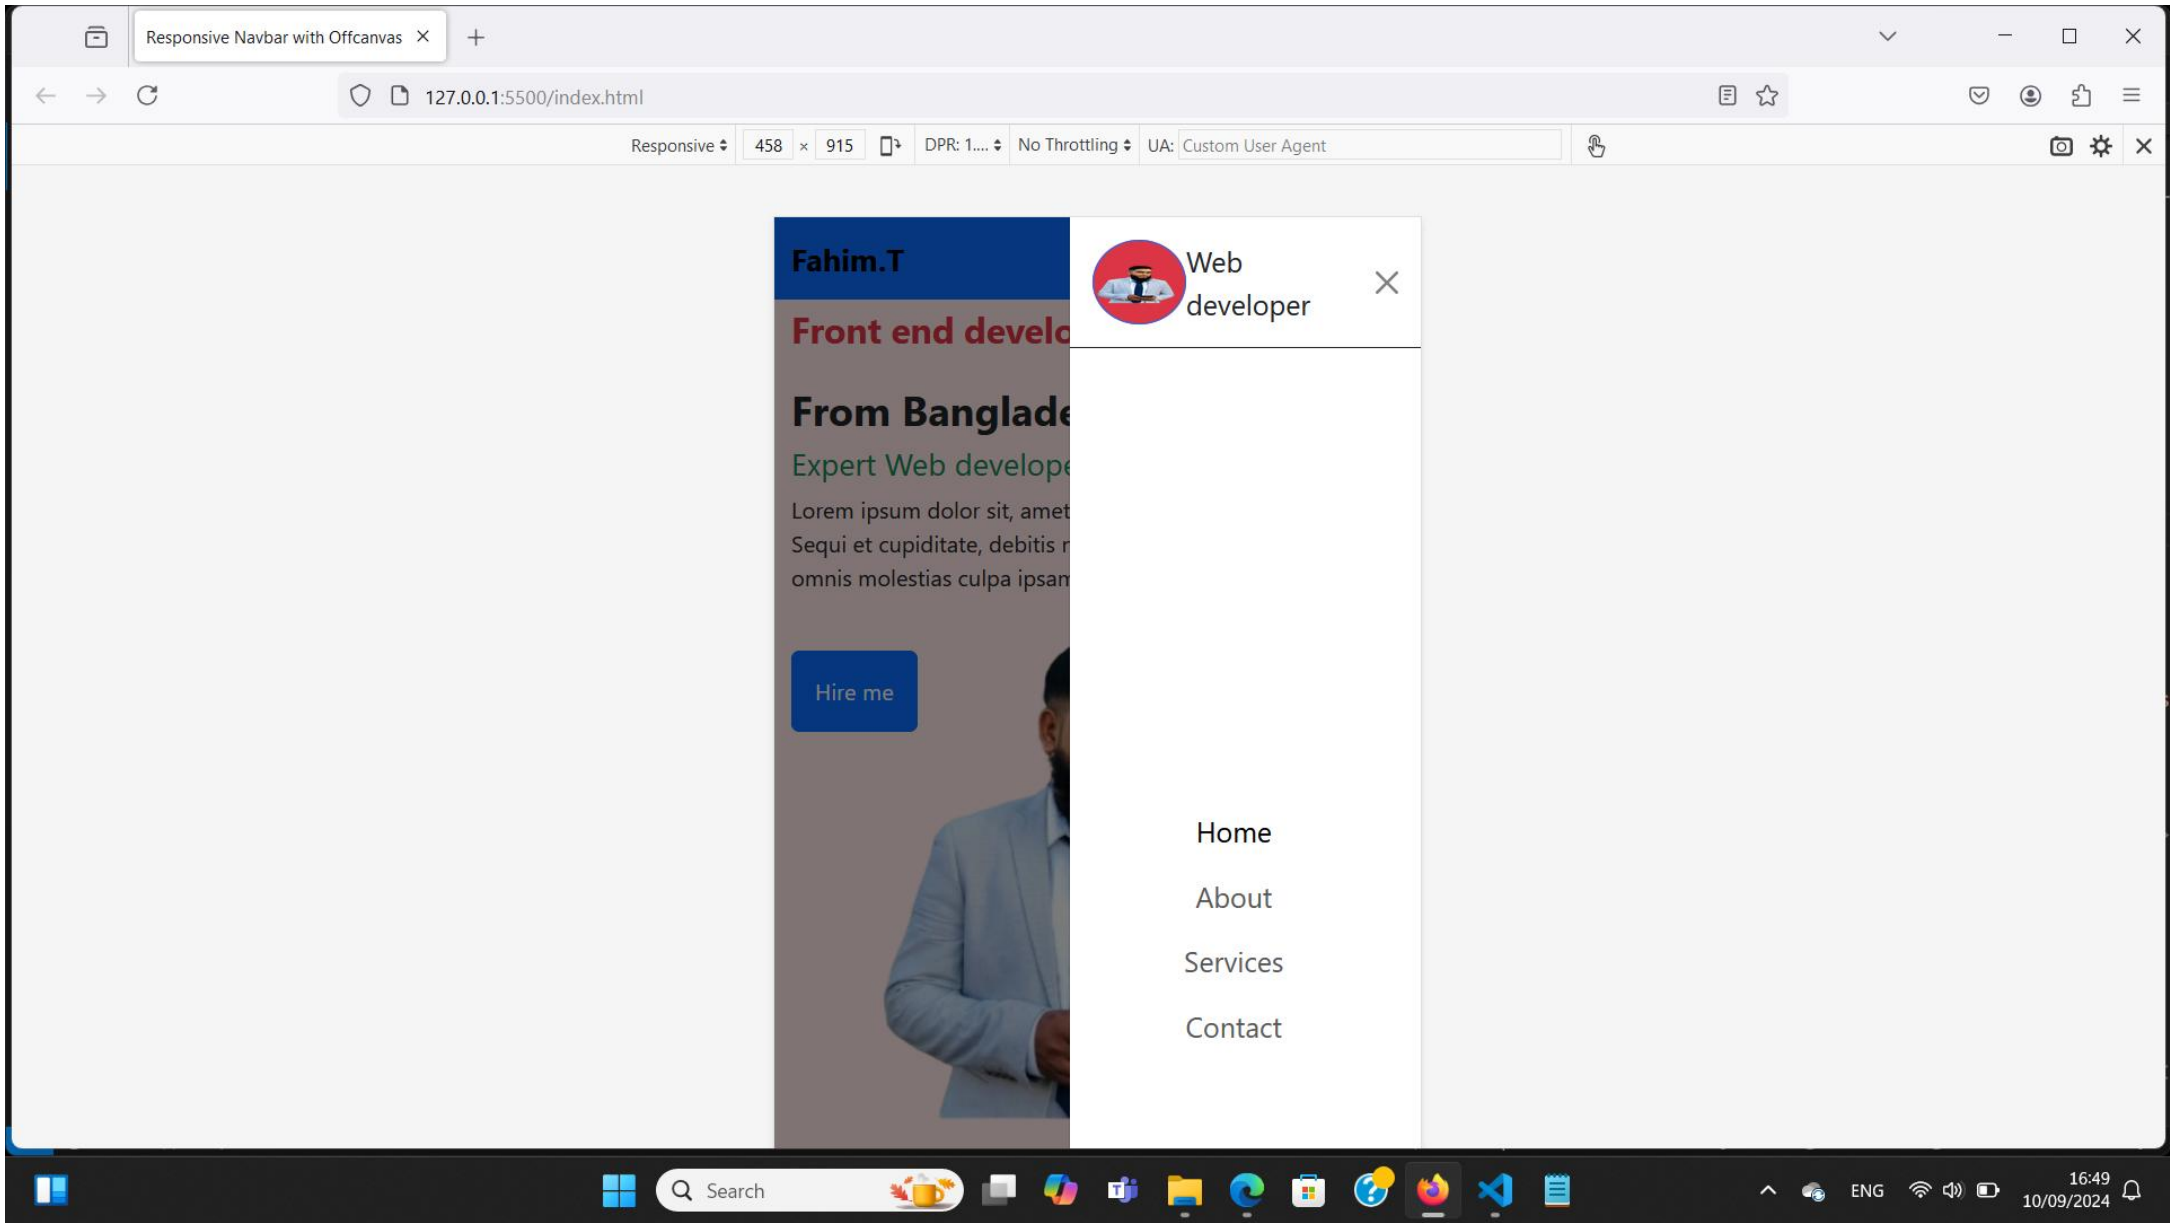 Responsive Navbar with Offcanvas
127.0.0.1:5500/index.html
Responsive 458 × 915 DPR: 1.... No Throttling UA: Custom User Agent
Fahim.T
Front end develo
From Banglade
Expert Web develope
Lorem ipsum dolor sit, amet
Sequi et cupiditate, debitis r
omnis molestias culpa ipsam
Hire me
Web
developer
Home
About
Services
Contact
Search
ENG
16:49
10/09/2024